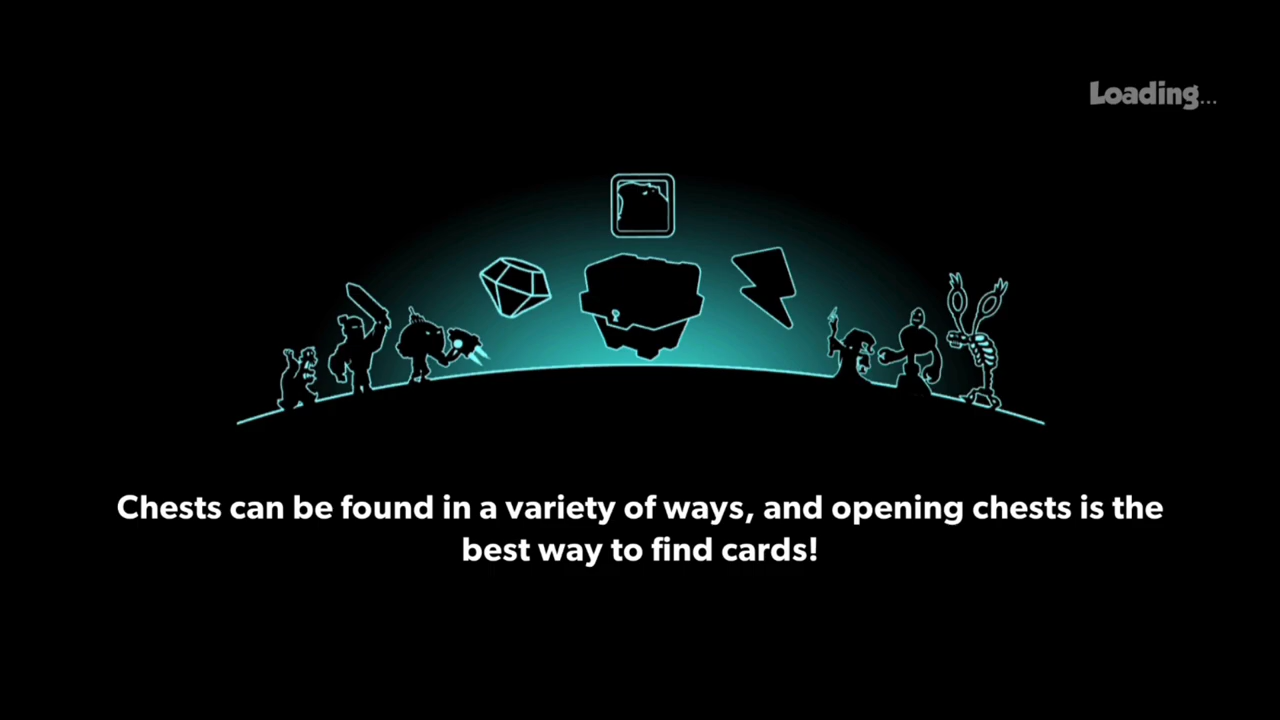 Loading...
Chests can be found in a variety of ways, and opening chests is the
best way to find cards!